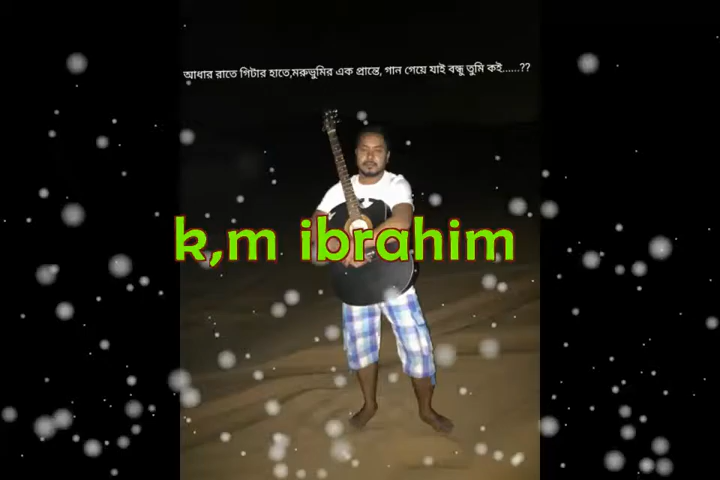 আধার রাতে গিটার হাতে,মরুভুমির এক প্রান্তে, গান গেয়ে যাই বন্ধু তুমি কই......??
k,m ibrahim